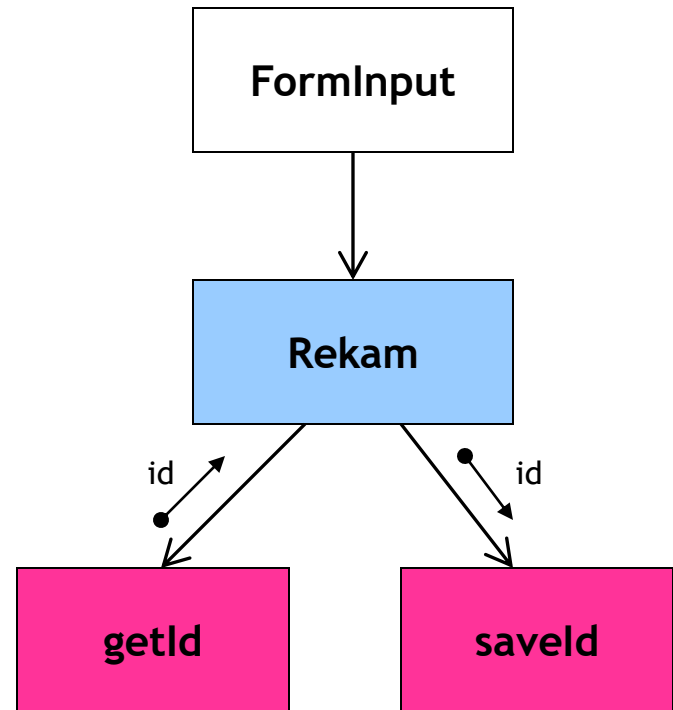 FormInput
Rekam
id
id
getId
saveId